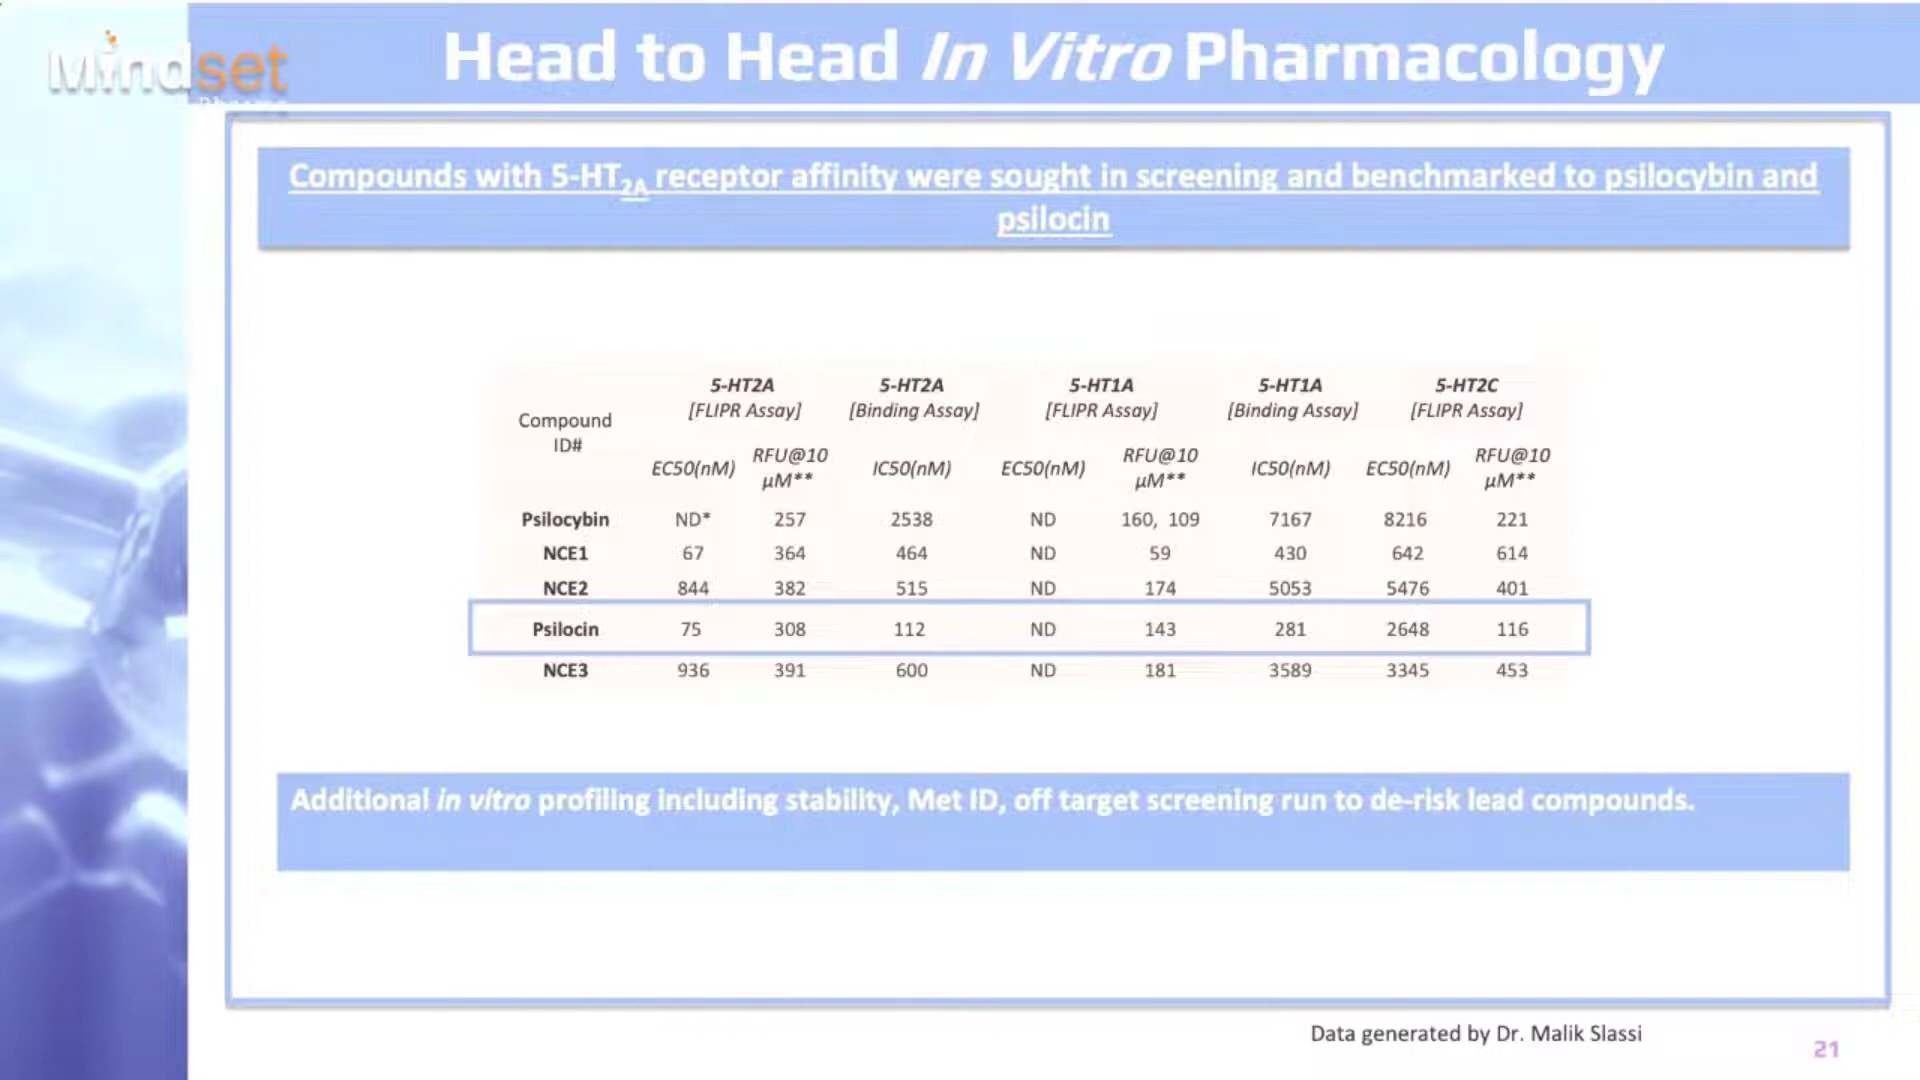 Mindset
Head to Head In Vitro Pharmacology
Compounds with 5-HT2A receptor affinity were sought in screening and benchmarked to psilocybin and
psilocin
5-HT2A 5-HT2A 5-HT1A 5-HT1A 5-HT2C
[FLIPR Assay] [Binding Assay] [FLIPR Assay] [Binding Assay] [FLIPR Assay]
Compound
ID#
EC50(nM) RFU@10 µM** IC50(nM) EC50(nM) RFU@10 µM** IC50(nM) EC50(nM) RFU@10 µM**
Psilocybin ND* 257 2538 ND 160, 109 7167 8216 221
NCE1 67 364 464 ND 59 430 642 614
NCE2 844 382 515 ND 174 5053 5476 401
Psilocin 75 308 112 ND 143 281 2648 116
NCE3 936 391 600 ND 181 3589 3345 453
Additional in vitro profiling including stability, Met ID, off target screening run to de-risk lead compounds.
Data generated by Dr. Malik Slassi
21